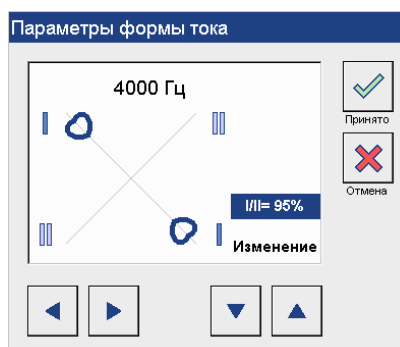 Параметры формы тока
4000 Гц
I
II
Принято
II
I
I/II= 95%
Изменение
Отмена